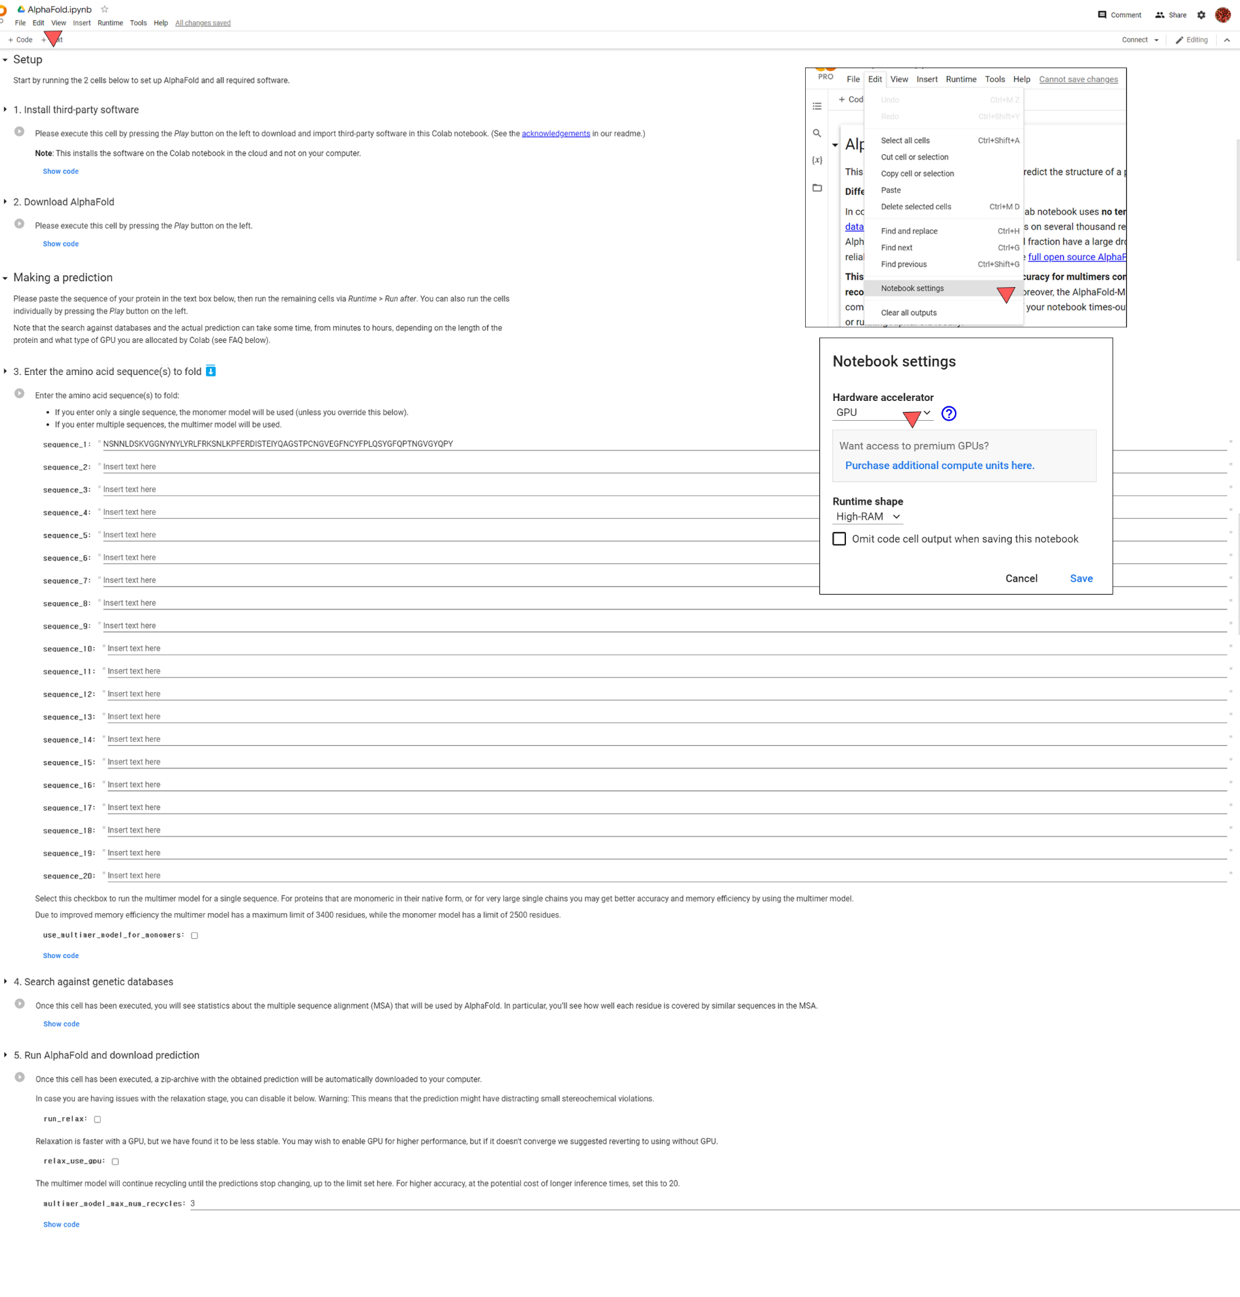 AlphaFold.ipynb
File Edit View Insert Runtime Tools Help All changes saved
Comment Share
+ Code +
Connect Editing
Setup
Start by running the 2 cells below to set up AlphaFold and all required software.
1. Install third-party software
Please execute this cell by pressing the Play button on the left to download and import third-party software in this Colab notebook. (See the acknowledgements in our readme.)
Note: This installs the software on the Colab notebook in the cloud and not on your computer.
Show code
2. Download AlphaFold
Please execute this cell by pressing the Play button on the left.
Show code
Making a prediction
Please paste the sequence of your protein in the text box below, then run the remaining cells via Runtime > Run after. You can also run the cells
individually by pressing the Play button on the left.
Note that the search against databases and the actual prediction can take some time, from minutes to hours, depending on the length of the
protein and what type of GPU you are allocated by Colab (see FAQ below).
3. Enter the amino acid sequence(s) to fold
Enter the amino acid sequence(s) to fold:
• If you enter only a single sequence, the monomer model will be used (unless you override this below).
• If you enter multiple sequences, the multimer model will be used.
sequence_1: " NSNNLDSKVGGNYNYLYRLFRKSNLKPFERDISTEIYQAGSTPCNGVEGFNCYFPLQSYGFQPTNGVGYQPY "
sequence_2: " Insert text here "
sequence_3: " Insert text here "
sequence_4: " Insert text here "
sequence_5: " Insert text here "
sequence_6: " Insert text here "
sequence_7: " Insert text here "
sequence_8: " Insert text here "
sequence_9: " Insert text here "
sequence_10: " Insert text here "
sequence_11: " Insert text here "
sequence_12: " Insert text here "
sequence_13: " Insert text here "
sequence_14: " Insert text here "
sequence_15: " Insert text here "
sequence_16: " Insert text here "
sequence_17: " Insert text here "
sequence_18: " Insert text here "
sequence_19: " Insert text here "
sequence_20: " Insert text here "
Select this checkbox to run the multimer model for a single sequence. For proteins that are monomeric in their native form, or for very large single chains you may get better accuracy and memory efficiency by using the multimer model.
Due to improved memory efficiency the multimer model has a maximum limit of 3400 residues, while the monomer model has a limit of 2500 residues.
use_multimer_model_for_monomers:
Show code
4. Search against genetic databases
Once this cell has been executed, you will see statistics about the multiple sequence alignment (MSA) that will be used by AlphaFold. In particular, you'll see how well each residue is covered by similar sequences in the MSA.
Show code
5. Run AlphaFold and download prediction
Once this cell has been executed, a zip-archive with the obtained prediction will be automatically downloaded to your computer.
In case you are having issues with the relaxation stage, you can disable it below. Warning: This means that the prediction might have distracting small stereochemical violations.
run_relax:
Relaxation is faster with a GPU, but we have found it to be less stable. You may wish to enable GPU for higher performance, but if it doesn't converge we suggested reverting to using without GPU.
relax_use_gpu:
The multimer model will continue recycling until the predictions stop changing, up to the limit set here. For higher accuracy, at the potential cost of longer inference times, set this to 20.
multimer_model_max_num_recycles: 3
Show code
PRO File Edit View Insert Runtime Tools Help Cannot save changes
+ Cod
Undo Ctrl+M Z
Redo Ctrl+Shift+Y
Select all cells Ctrl+Shift+A
Cut cell or selection
Copy cell or selection
Paste
Delete selected cells Ctrl+M D
Find and replace Ctrl+H
Find next Ctrl+G
Find previous Ctrl+Shift+G
Notebook settings
Clear all outputs
{x}
This redict the structure of a p
Diffe
In co ab notebook uses no ter
data s on several thousand re
Alph l fraction have a large dro
relia e full open source AlphaF
This curacy for multimers con
reco reover, the AlphaFold-M
com your notebook times-ou
or ru
Notebook settings
Hardware accelerator
GPU
Want access to premium GPUs?
Purchase additional compute units here.
Runtime shape
High-RAM
Omit code cell output when saving this notebook
Cancel Save